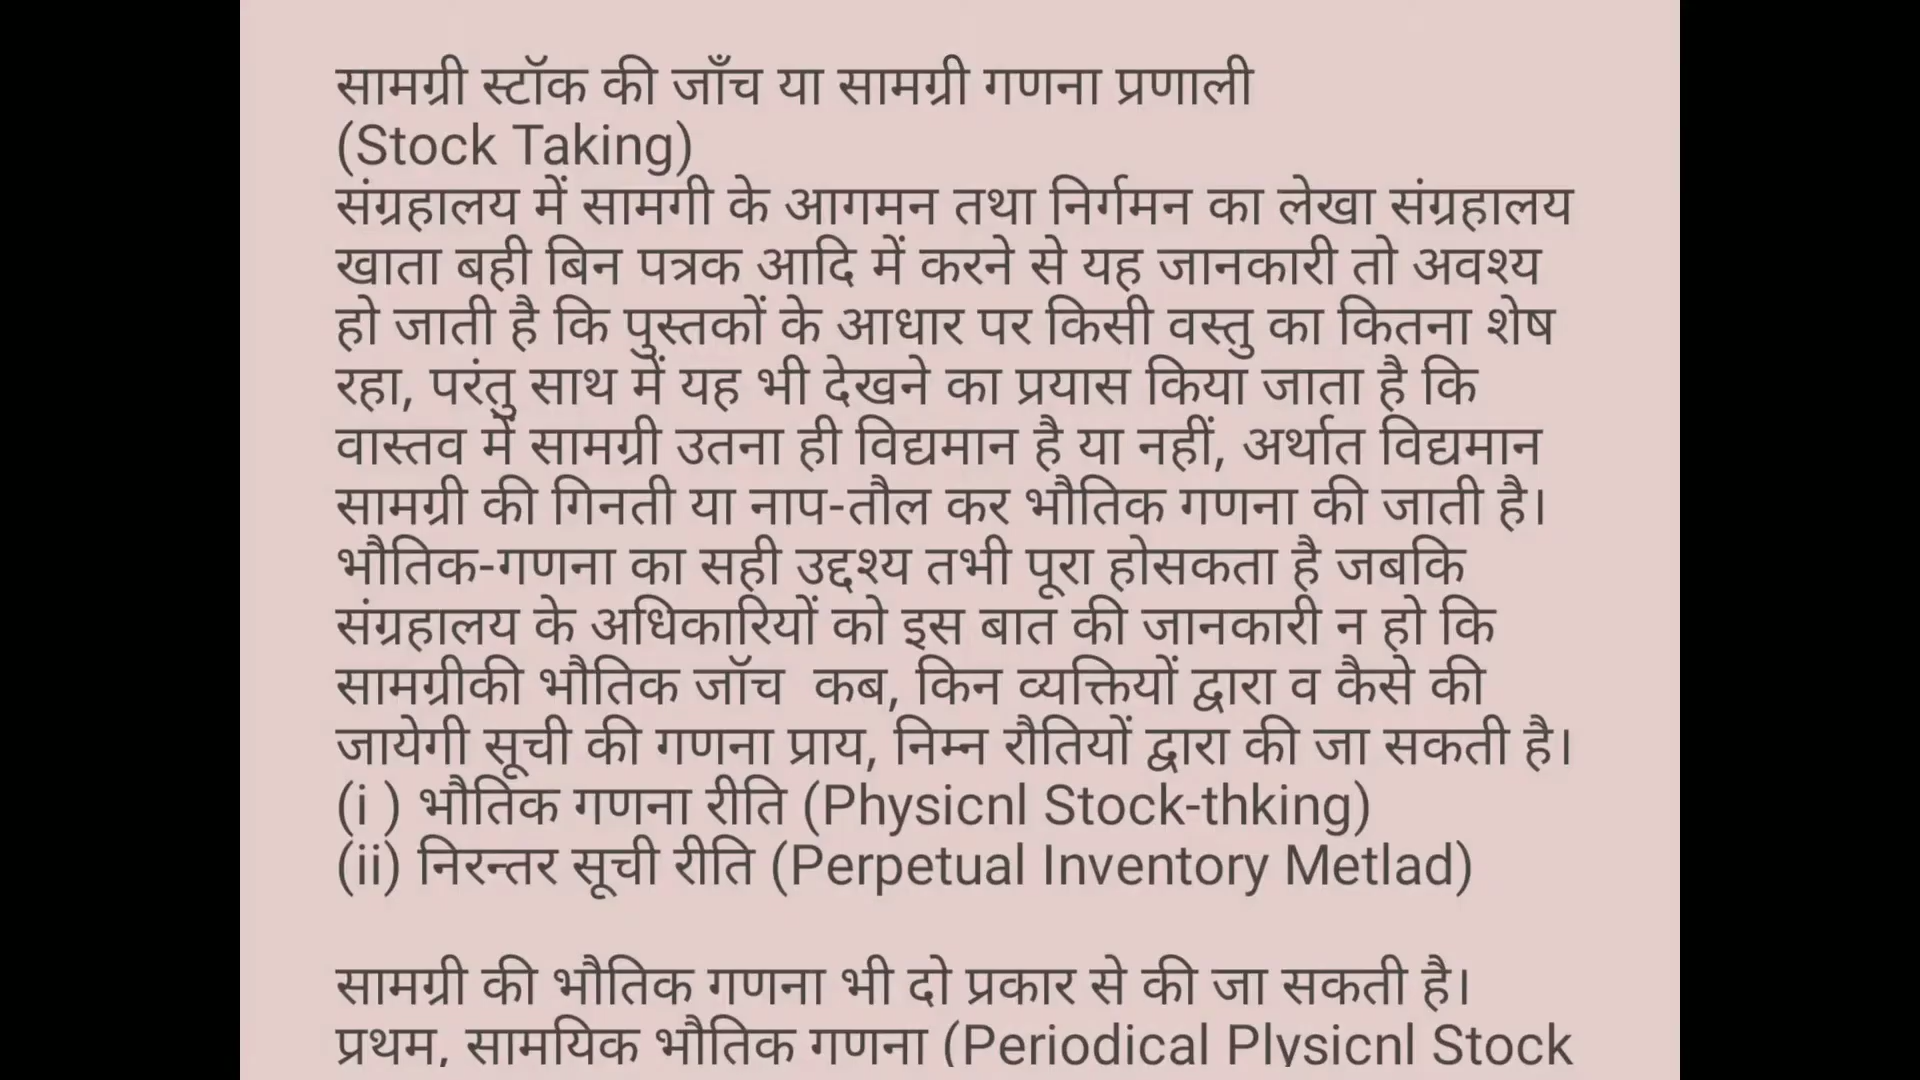 सामग्री स्टॉक की जाँच या सामग्री गणना प्रणाली
(Stock Taking)
संग्रहालय में सामगी के आगमन तथा निर्गमन का लेखा संग्रहालय
खाता बही बिन पत्रक आदि में करने से यह जानकारी तो अवश्य
हो जाती है कि पुस्तकों के आधार पर किसी वस्तु का कितना शेष
रहा, परंतु साथ में यह भी देखने का प्रयास किया जाता है कि
वास्तव में सामग्री उतना ही विद्यमान है या नहीं, अर्थात विद्यमान
सामग्री की गिनती या नाप-तौल कर भौतिक गणना की जाती है।
भौतिक-गणना का सही उद्दश्य तभी पूरा होसकता है जबकि
संग्रहालय के अधिकारियों को इस बात की जानकारी न हो कि
सामग्रीकी भौतिक जॉच  कब, किन व्यक्तियों द्वारा व कैसे की
जायेगी सूची की गणना प्राय, निम्न रौतियों द्वारा की जा सकती है।
(i ) भौतिक गणना रीति (Physicnl Stock-thking)
(ii) निरन्तर सूची रीति (Perpetual Inventory Metlad)
सामग्री की भौतिक गणना भी दो प्रकार से की जा सकती है।
प्रथम, सामयिक भौतिक गणना (Periodical Plysicnl Stock